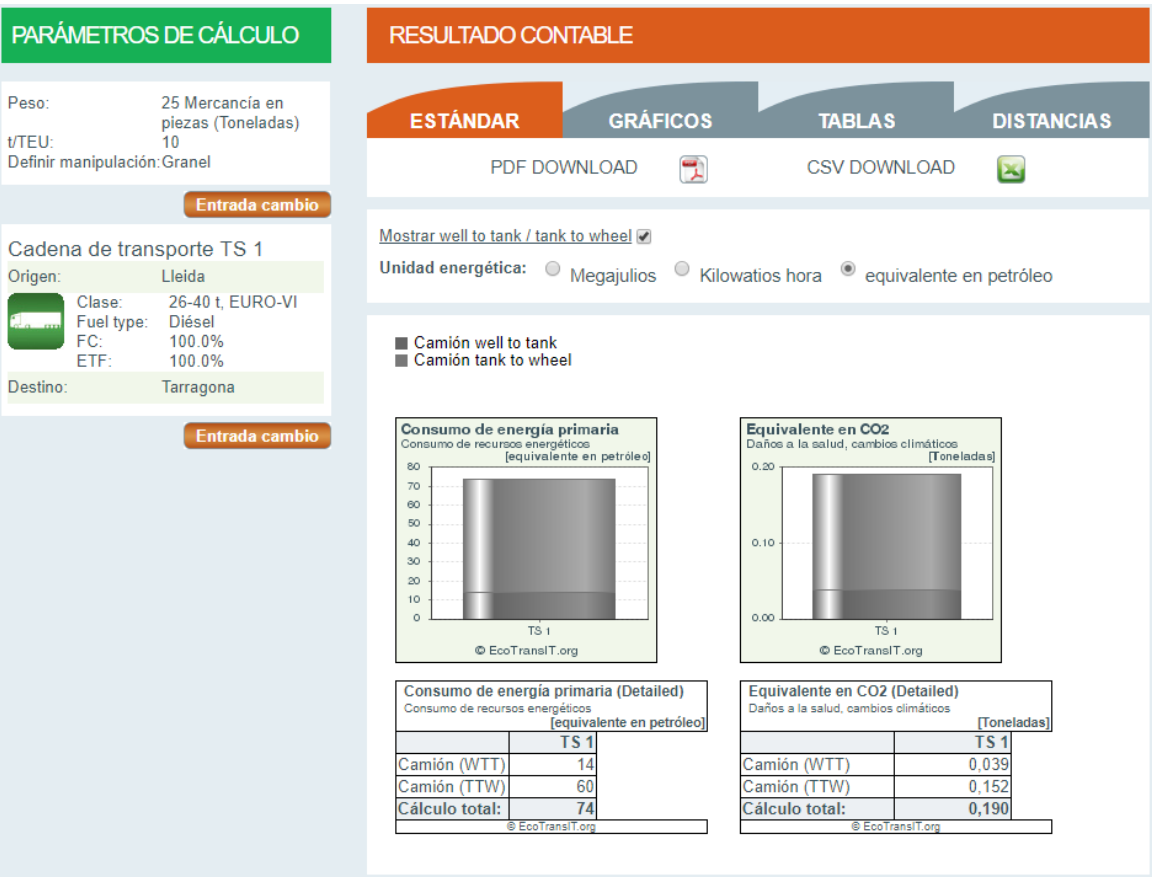 PARÁMETROS DE CÁLCULO
Peso: 25 Mercancía en
piezas (Toneladas)
t/TEU: 10
Definir manipulación: Granel
Entrada cambio
Cadena de transporte TS 1
Origen: Lleida
Clase: 26-40 t, EURO-VI
Fuel type: Diésel
FC: 100.0%
ETF: 100.0%
Destino: Tarragona
Entrada cambio
RESULTADO CONTABLE
ESTÁNDAR GRÁFICOS TABLAS DISTANCIAS
PDF DOWNLOAD CSV DOWNLOAD
Mostrar well to tank / tank to wheel
Unidad energética: Megajulios Kilowatios hora equivalente en petróleo
Camión well to tank
Camión tank to wheel
Consumo de energía primaria
Consumo de recursos energéticos
[equivalente en petróleo]
80
70
60
50
40
30
20
10
0
TS 1
© EcoTransIT.org
Equivalente en CO2
Daños a la salud, cambios climáticos
[Toneladas]
0.20
0.10
0.00
TS 1
© EcoTransIT.org
Consumo de energía primaria (Detailed)
Consumo de recursos energéticos
[equivalente en petróleo]
TS 1
Camión (WTT) 14
Camión (TTW) 60
Cálculo total: 74
© EcoTransIT.org
Equivalente en CO2 (Detailed)
Daños a la salud, cambios climáticos
[Toneladas]
TS 1
Camión (WTT) 0,039
Camión (TTW) 0,152
Cálculo total: 0,190
© EcoTransIT.org